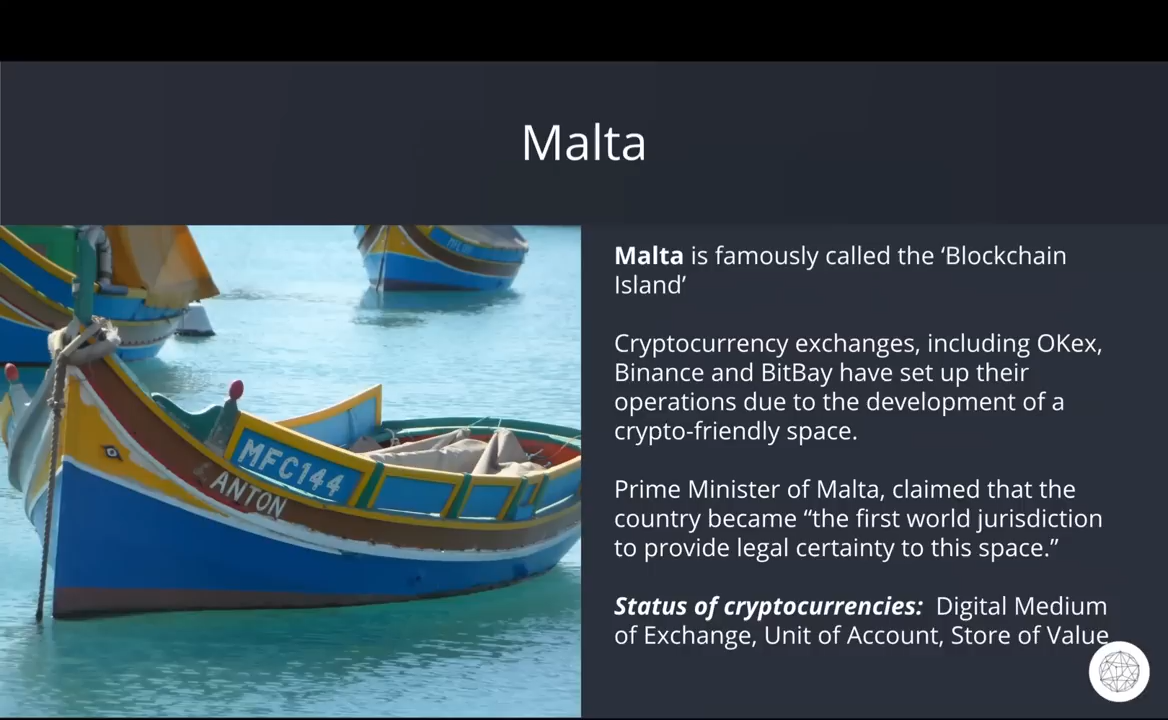 Malta
Malta is famously called the ‘Blockchain
Island’
Cryptocurrency exchanges, including OKex,
Binance and BitBay have set up their
operations due to the development of a
crypto-friendly space.
Prime Minister of Malta, claimed that the
country became “the first world jurisdiction
to provide legal certainty to this space.”
Status of cryptocurrencies: Digital Medium
of Exchange, Unit of Account, Store of Value
MFC144
ANTON